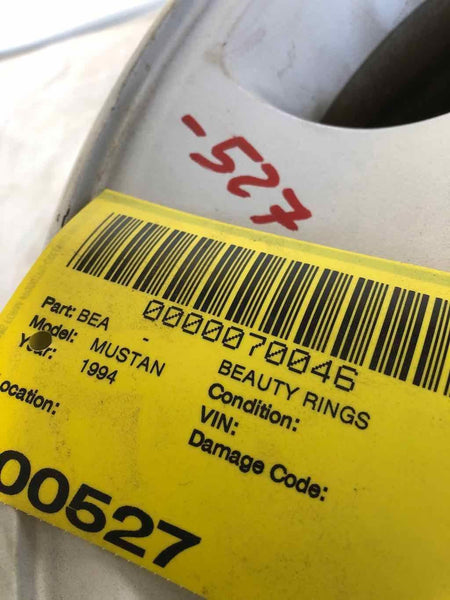 -527
0000070046
Part: BEA -
BEAUTY RINGS
Model: MUSTAN
Condition:
Year: 1994
VIN:
Damage Code:
Location:
00527